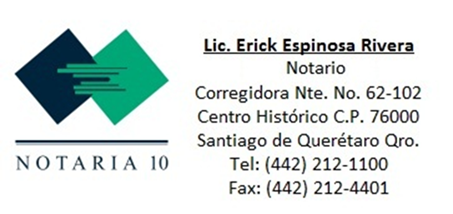 Lic. Erick Espinosa Rivera
Notario
Corregidora Nte. No. 62-102
Centro Histórico C.P. 76000
Santiago de Querétaro Qro.
Tel: (442) 212-1100
Fax: (442) 212-4401
NOTARIA 10